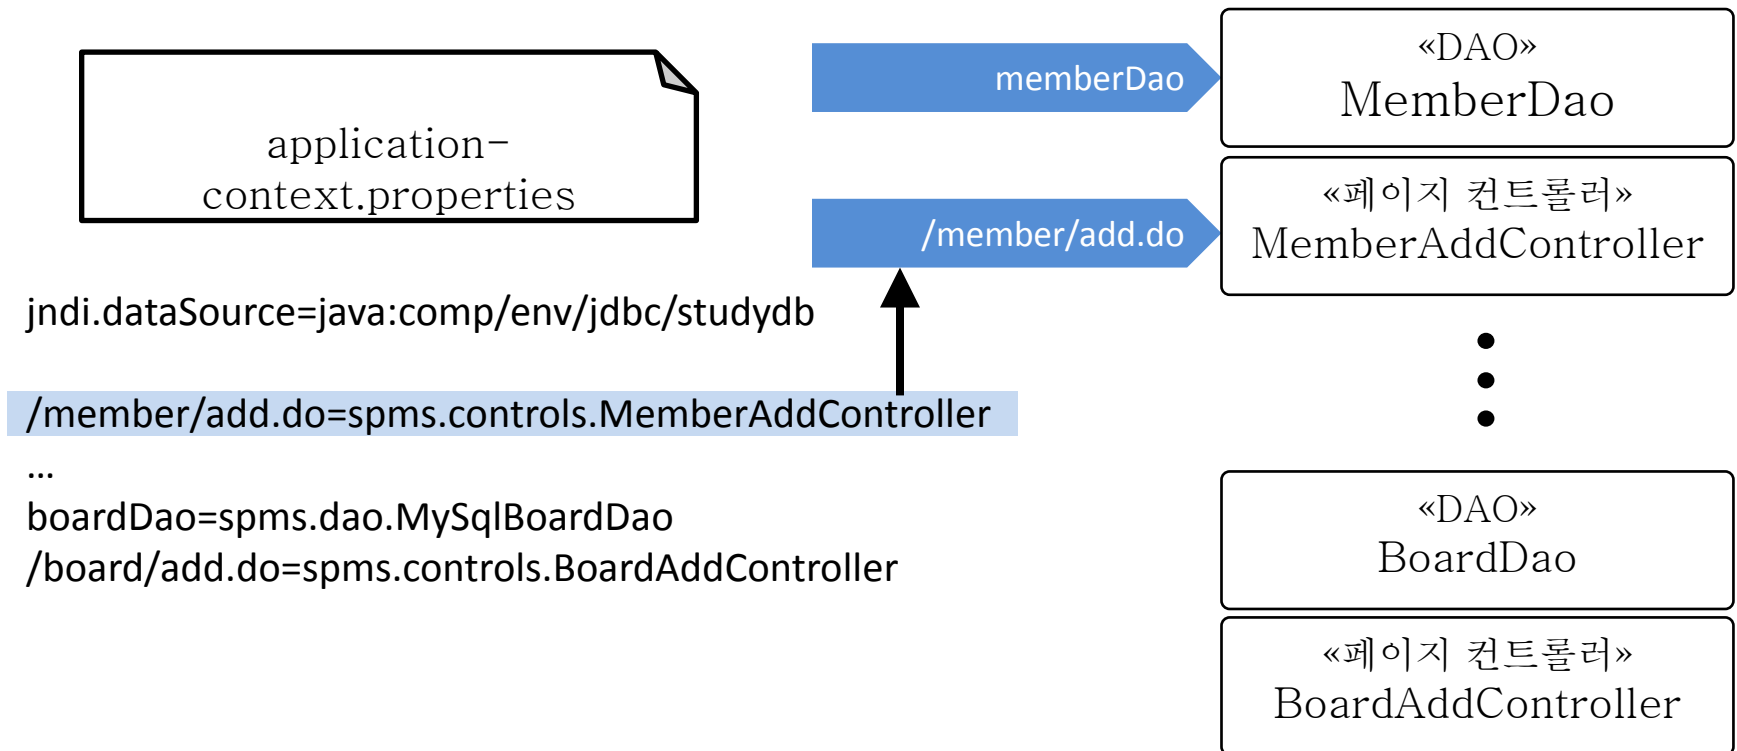 application-
context.properties
jndi.dataSource=java:comp/env/jdbc/studydb
/member/add.do=spms.controls.MemberAddController
...
boardDao=spms.dao.MySqlBoardDao
/board/add.do=spms.controls.BoardAddController
memberDao
/member/add.do
«DAO»
MemberDao
«페이지 컨트롤러»
MemberAddController
«DAO»
BoardDao
«페이지 컨트롤러»
BoardAddController